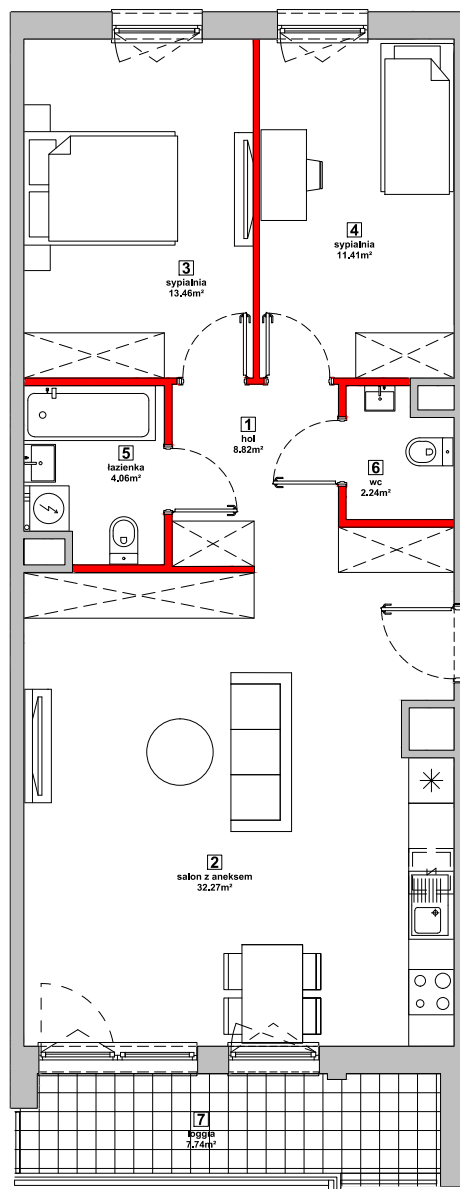 4
sypialnia
11.41m²
3
sypialnia
13.46m²
1
hol
8.82m²
5
łazienka
4.06m²
6
wc
2.24m²
2
salon z aneksem
32.27m²
7
loggia
7.74m²